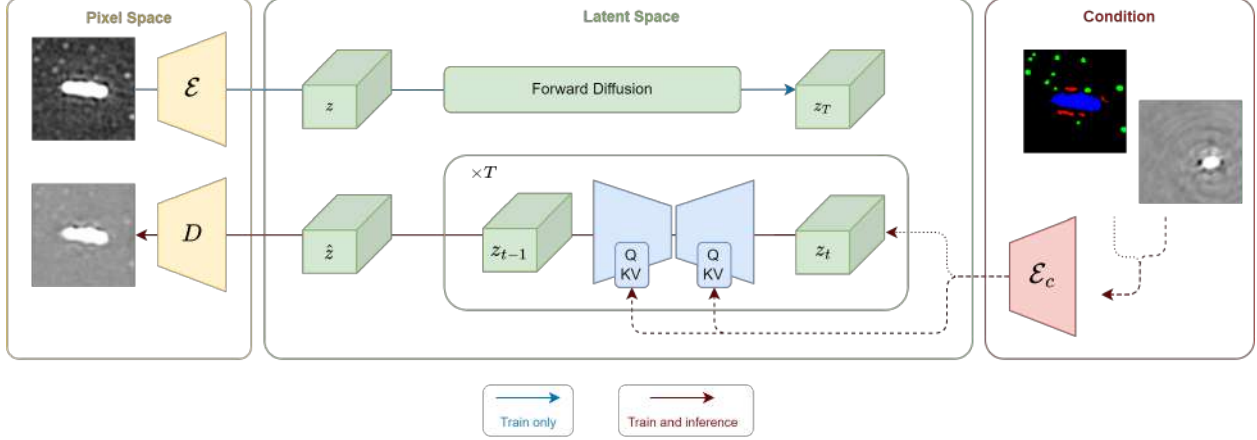 Pixel Space
Latent Space
Condition
ℰ
z
Forward Diffusion
z_T
×T
D
ẑ
z_{t−1}
Q
KV
Q
KV
z_t
ℰ_c
Train only
Train and inference